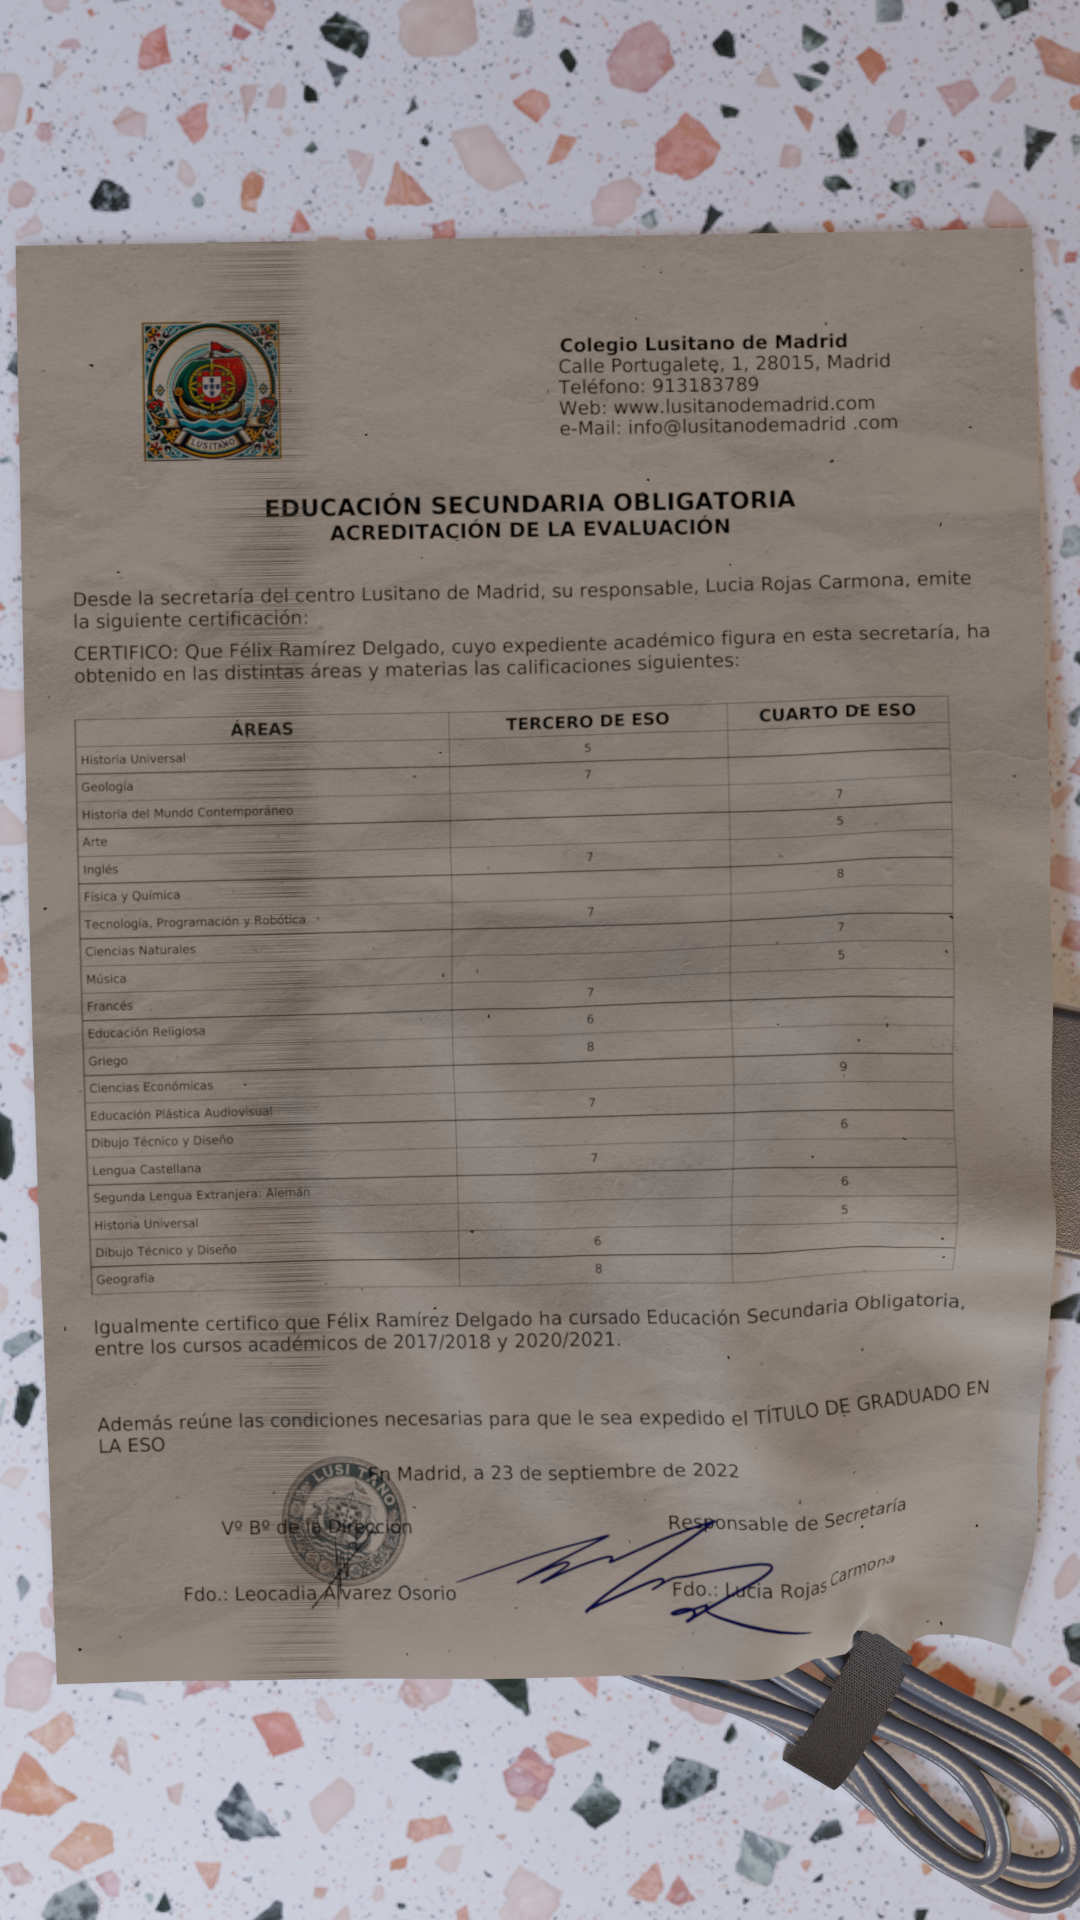 LUSITANO
Colegio Lusitano de Madrid
Calle Portugalete, 1, 28015, Madrid
Teléfono: 913183789
Web: www.lusitanodemadrid.com
e-Mail: info@lusitanodemadrid .com
EDUCACIÓN SECUNDARIA OBLIGATORIA
ACREDITACIÓN DE LA EVALUACIÓN
Desde la secretaría del centro Lusitano de Madrid, su responsable, Lucia Rojas Carmona, emite
la siguiente certificación:
CERTIFICO: Que Félix Ramírez Delgado, cuyo expediente académico figura en esta secretaría, ha
obtenido en las distintas áreas y materias las calificaciones siguientes:
ÁREAS TERCERO DE ESO CUARTO DE ESO
Historia Universal 5
Geología 7
Historia del Mundo Contemporáneo 7
Arte 5
Inglés 7
Física y Química 8
Tecnología, Programación y Robótica 7
Ciencias Naturales 7
Música 5
Francés 7
Educación Religiosa 6
Griego 8
Ciencias Económicas 9
Educación Plástica Audiovisual 7
Dibujo Técnico y Diseño 6
Lengua Castellana 7
Segunda Lengua Extranjera: Alemán 6
Historia Universal 5
Dibujo Técnico y Diseño 6
Geografía 8
Igualmente certifico que Félix Ramírez Delgado ha cursado Educación Secundaria Obligatoria,
entre los cursos académicos de 2017/2018 y 2020/2021.
Además reúne las condiciones necesarias para que le sea expedido el TÍTULO DE GRADUADO EN
LA ESO
LUSITANO
En Madrid, a 23 de septiembre de 2022
Vº Bº de la Dirección Responsable de Secretaría
Fdo.: Leocadia Alvarez Osorio Fdo.: Lucia Rojas Carmona